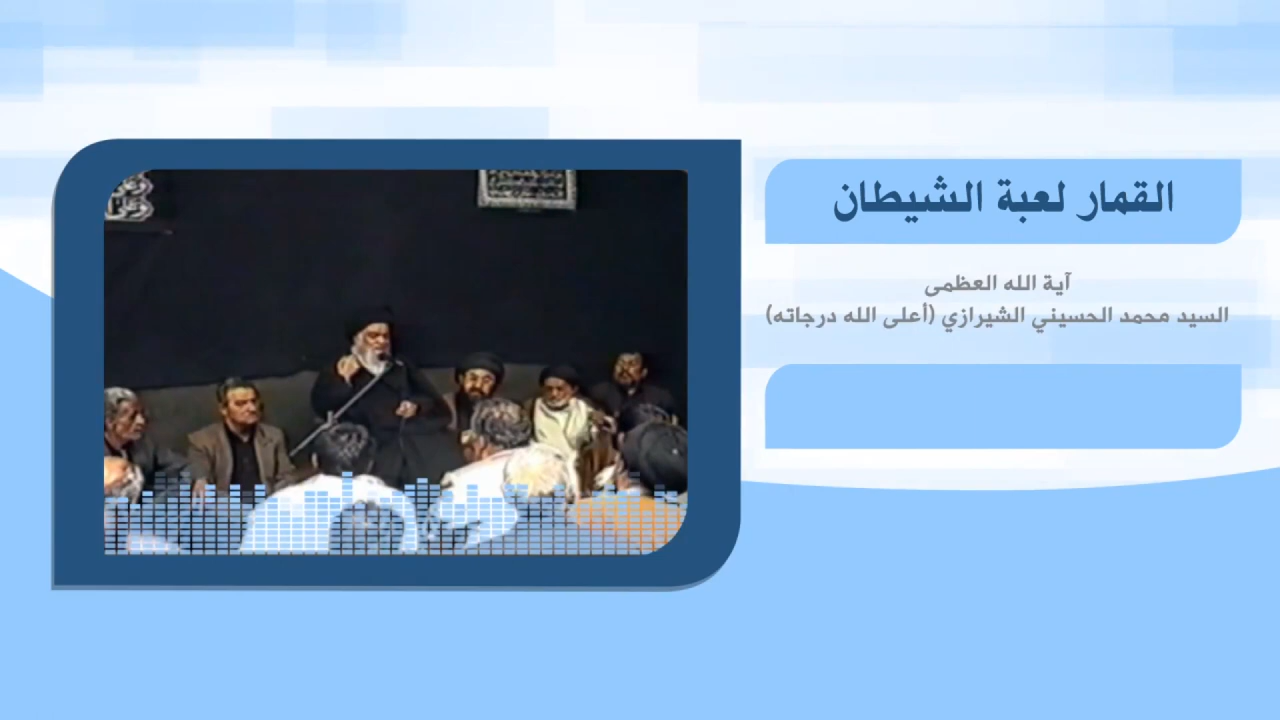 القمار لعبة الشيطان
آية الله العظمى
السيد محمد الحسيني الشيرازي (أعلى الله درجاته)